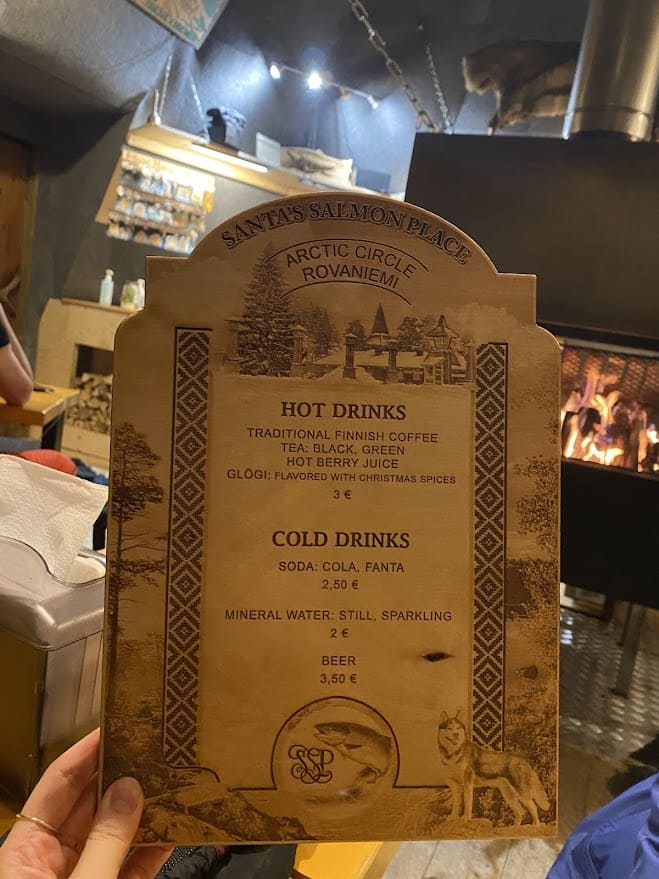 SANTA'S SALMON PLACE
ARCTIC CIRCLE
ROVANIEMI
HOT DRINKS
TRADITIONAL FINNISH COFFEE
TEA: BLACK, GREEN
HOT BERRY JUICE
GLÖGI: FLAVORED WITH CHRISTMAS SPICES
3 €
COLD DRINKS
SODA: COLA, FANTA
2,50 €
MINERAL WATER: STILL, SPARKLING
2 €
BEER
3,50 €
SSP